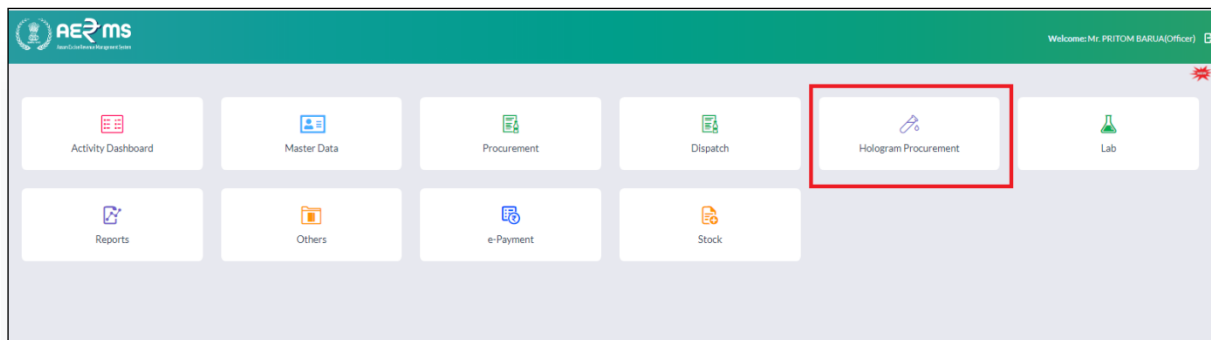 AE₹MS
Welcome: Mr. PRITOM BARUA(Officer)
Activity Dashboard
Master Data
Procurement
Dispatch
Hologram Procurement
Lab
Reports
Others
e-Payment
Stock